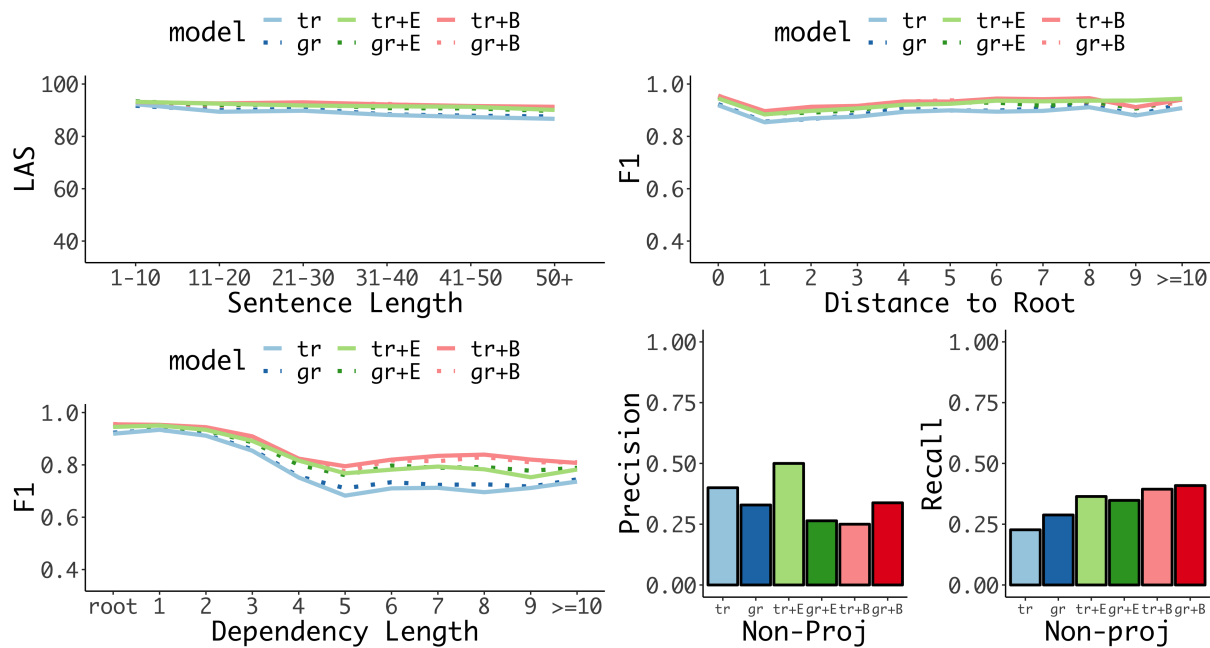 model tr tr+E tr+B
gr gr+E gr+B
LAS
100
80
60
40
1-10 11-20 21-30 31-40 41-50 50+
Sentence Length
model tr tr+E tr+B
gr gr+E gr+B
F1
1.0
0.8
0.6
0.4
0 1 2 3 4 5 6 7 8 9 >=10
Distance to Root
model tr tr+E tr+B
gr gr+E gr+B
F1
1.0
0.8
0.6
0.4
root 1 2 3 4 5 6 7 8 9 >=10
Dependency Length
Precision
1.00
0.75
0.50
0.25
0.00
tr gr tr+E gr+E tr+B gr+B
Non-Proj
Recall
1.00
0.75
0.50
0.25
0.00
tr gr tr+E gr+E tr+B gr+B
Non-proj